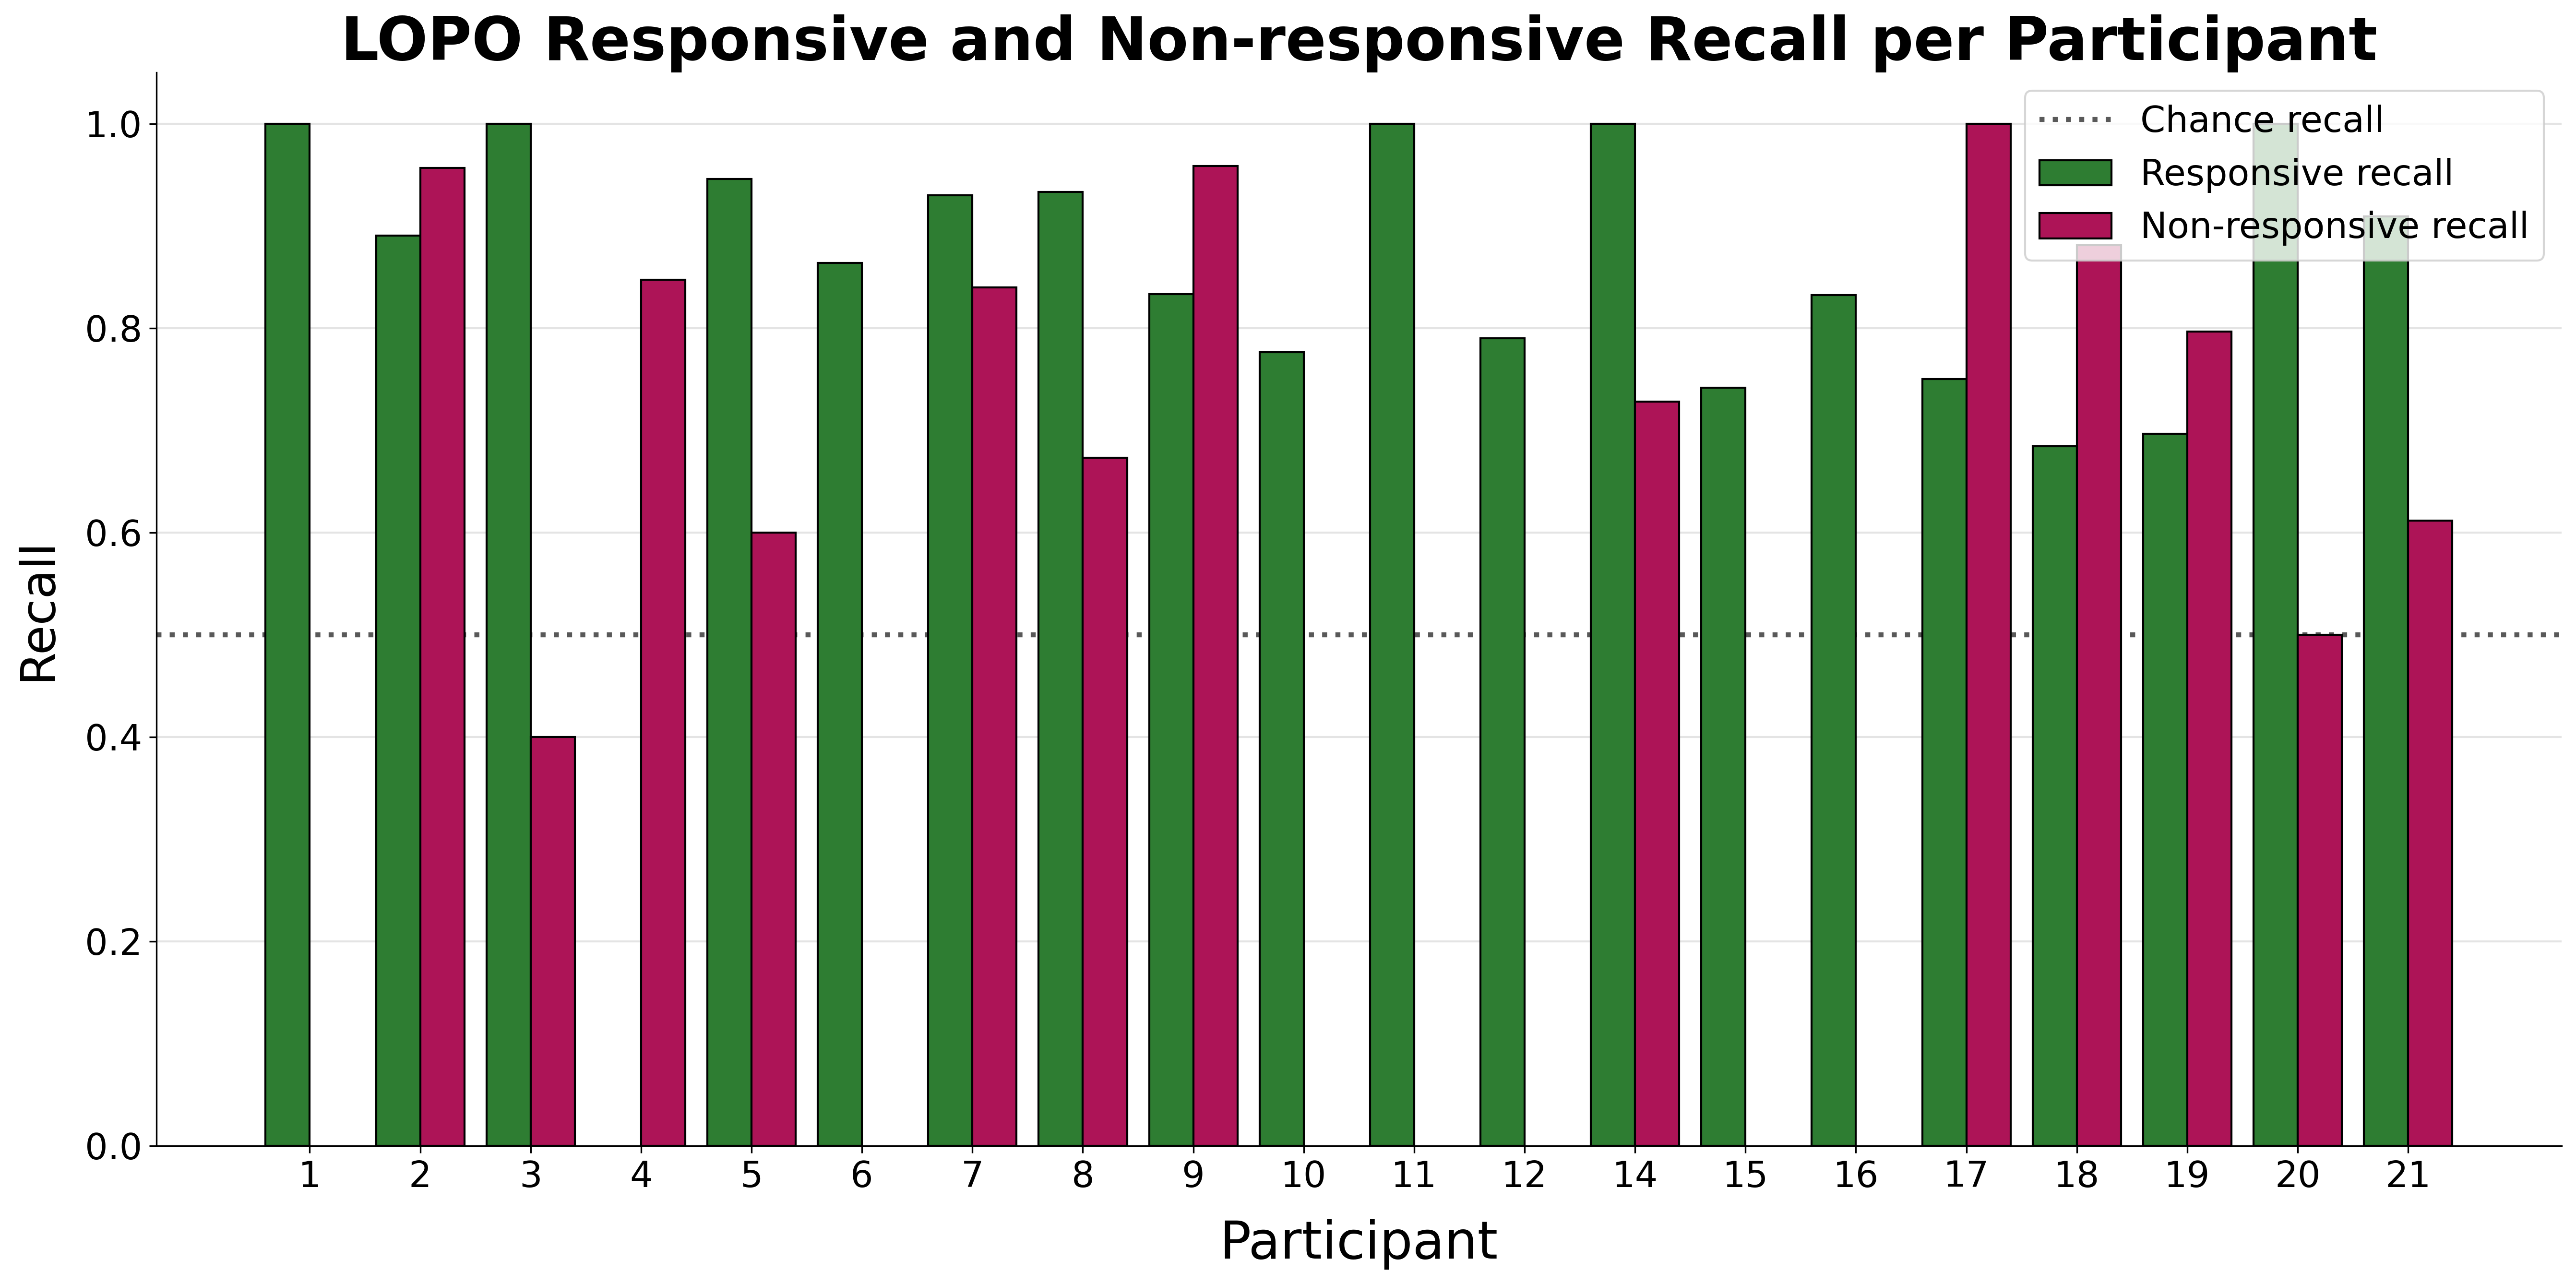 LOPO Responsive and Non-responsive Recall per Participant
Chance recall
Responsive recall
Non-responsive recall
1.0
0.8
0.6
0.4
0.2
0.0
Recall
1 2 3 4 5 6 7 8 9 10 11 12 14 15 16 17 18 19 20 21
Participant